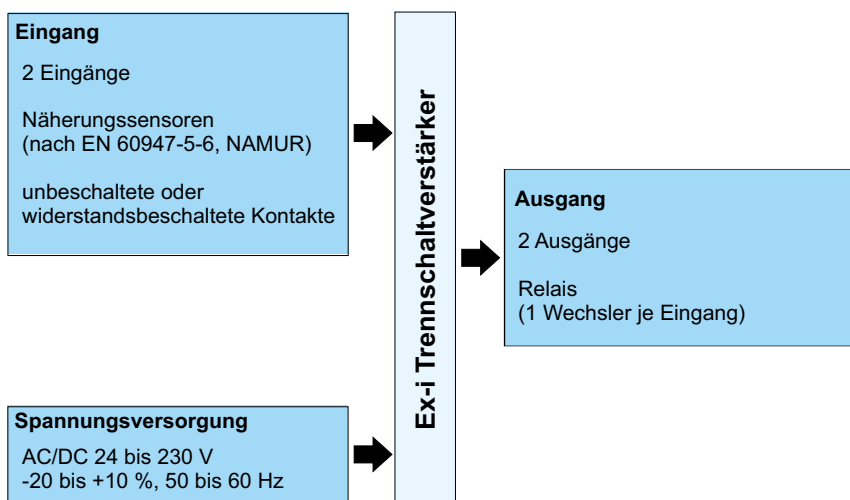 Eingang
2 Eingänge
Näherungssensoren
(nach EN 60947-5-6, NAMUR)
unbeschaltete oder
widerstandsbeschaltete Kontakte
Spannungsversorgung
AC/DC 24 bis 230 V
-20 bis +10 %, 50 bis 60 Hz
Ex-i Trennschaltverstärker
Ausgang
2 Ausgänge
Relais
(1 Wechsler je Eingang)